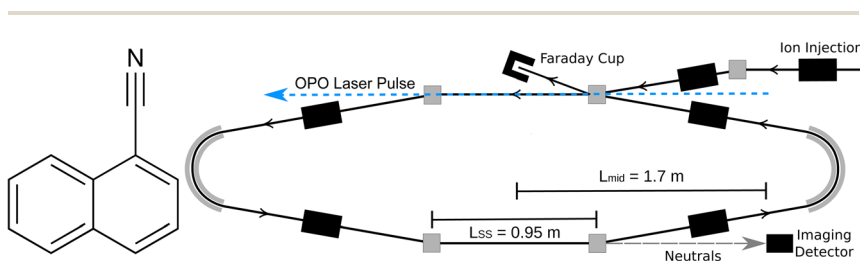 N
OPO Laser Pulse
Faraday Cup
Ion Injection
Lmid = 1.7 m
LSS = 0.95 m
Neutrals
Imaging
Detector